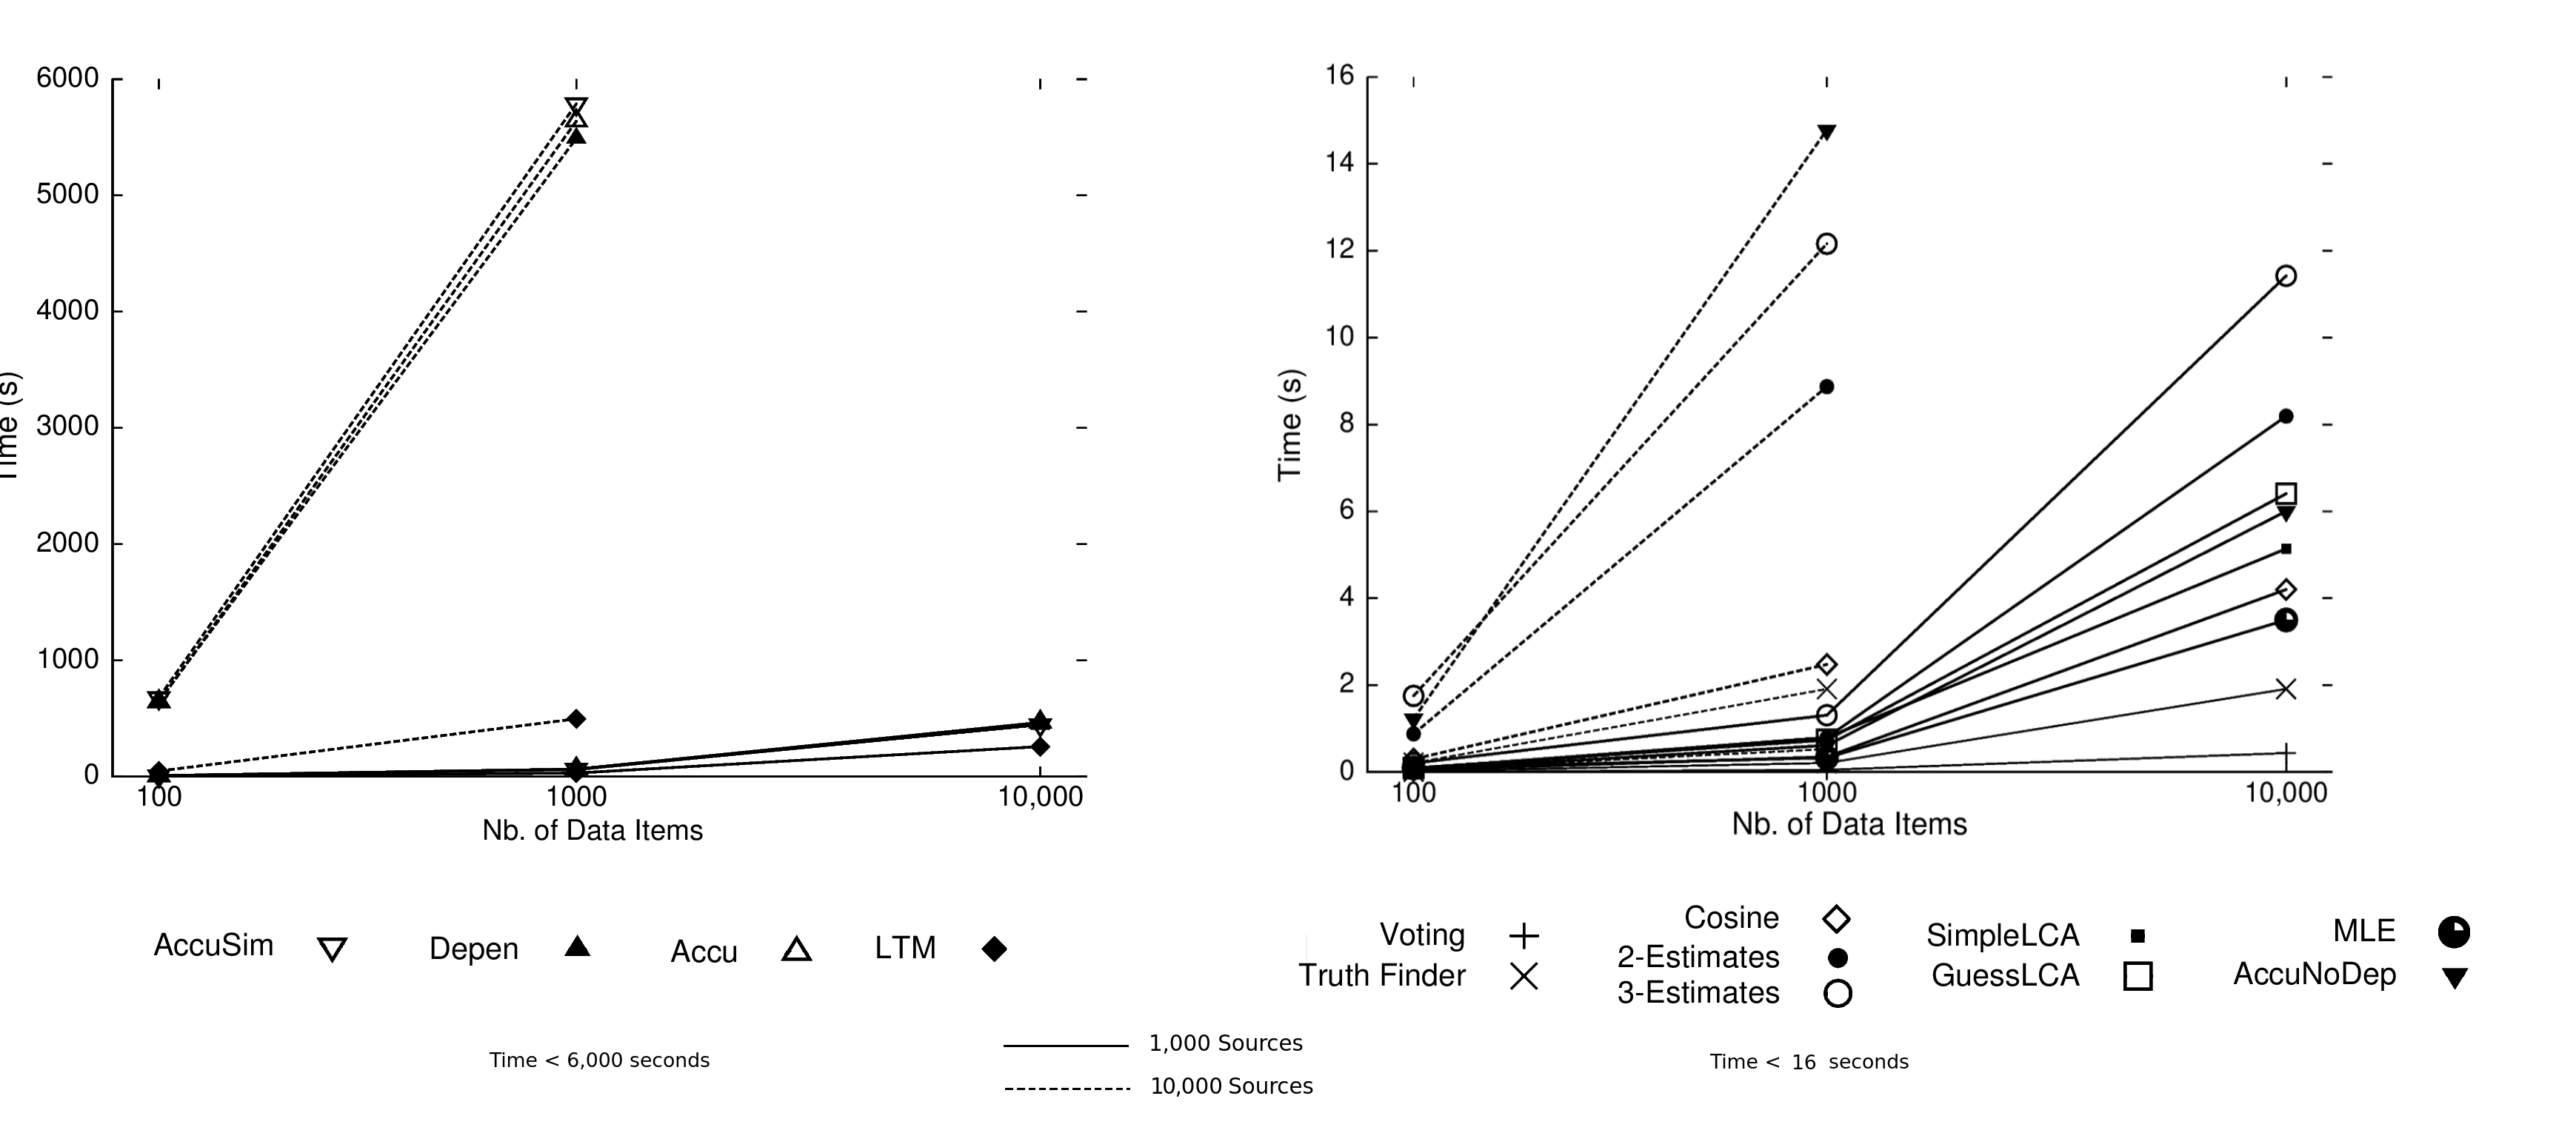 6000
5000
4000
3000
2000
1000
0
Time (s)
100 1000 10,000
Nb. of Data Items
AccuSim Depen Accu LTM
Time < 6,000 seconds
16
14
12
10
8
6
4
2
0
Time (s)
100 1000 10,000
Nb. of Data Items
Voting
Truth Finder
Cosine
2-Estimates
3-Estimates
SimpleLCA
GuessLCA
MLE
AccuNoDep
1,000 Sources
10,000 Sources
Time < 16 seconds